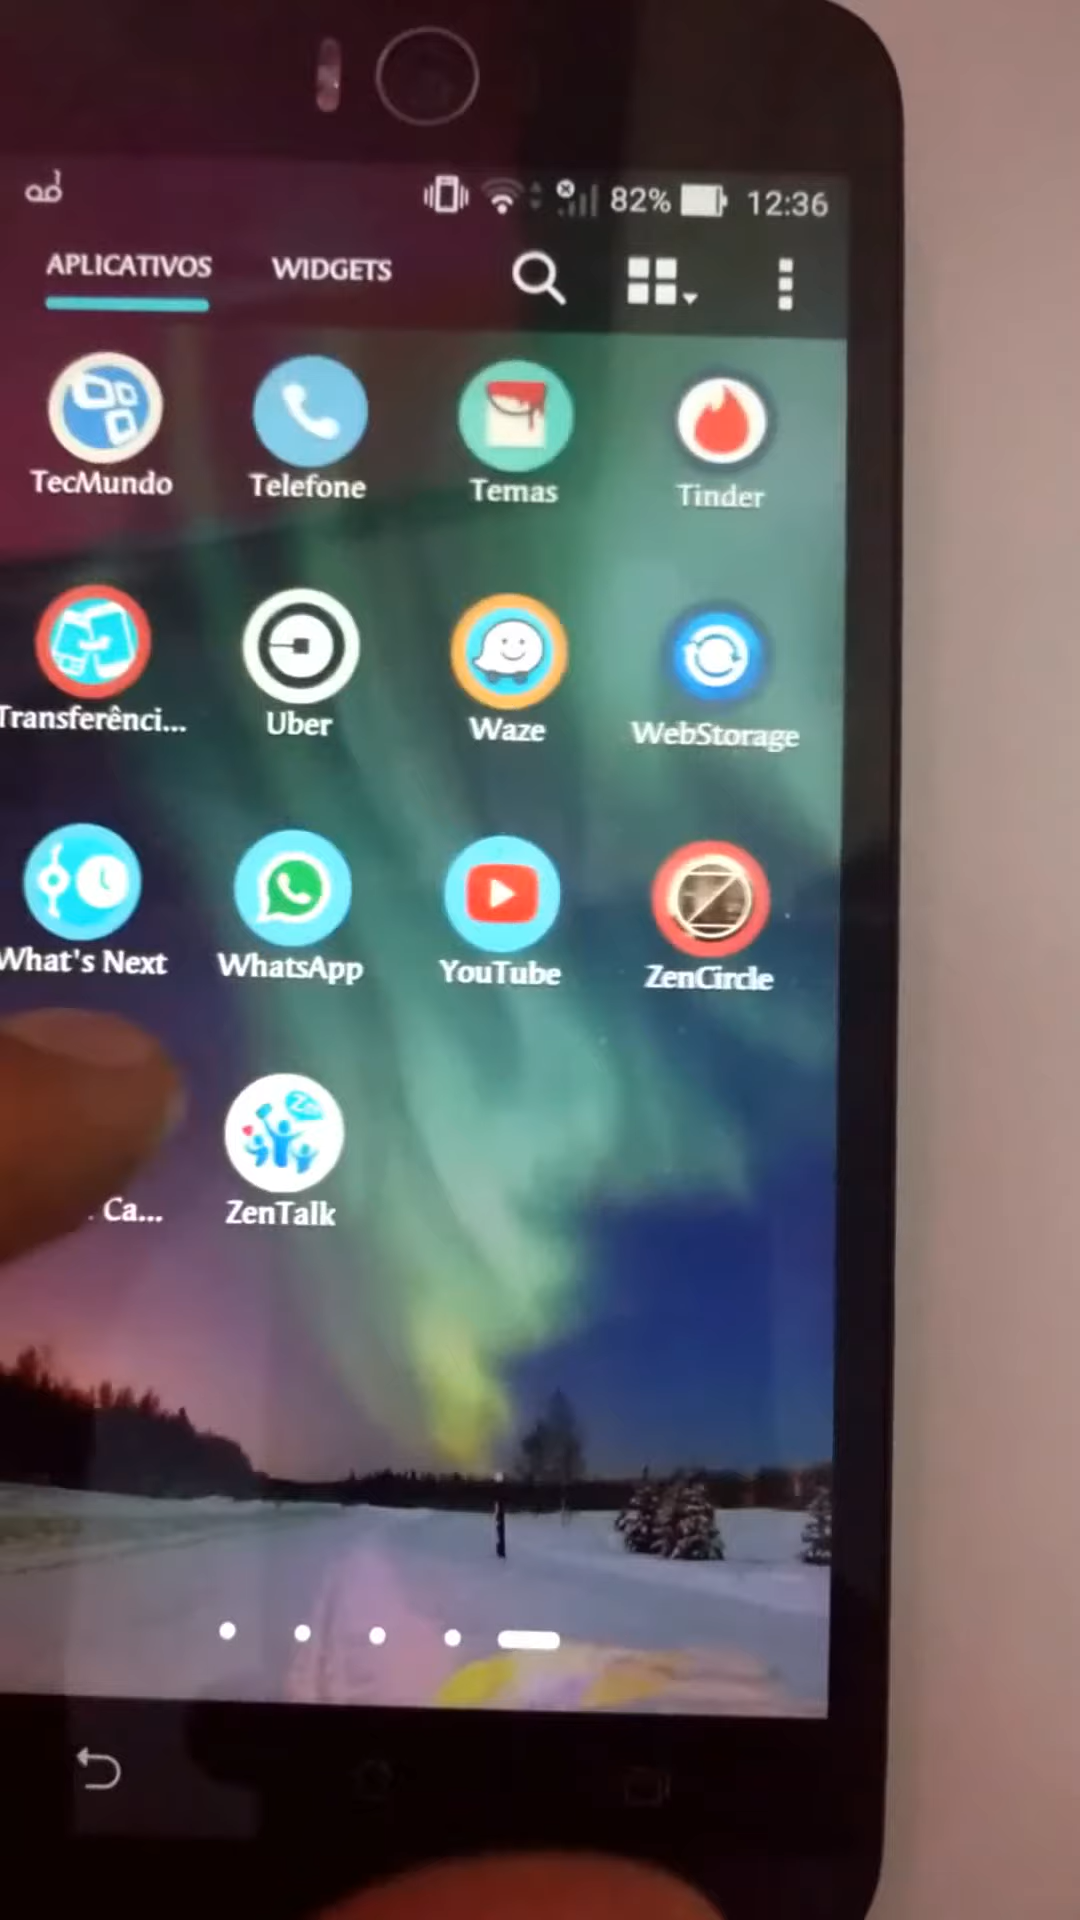 82% 12:36
APLICATIVOS WIDGETS
TecMundo Telefone Temas Tinder
Transferênci... Uber Waze WebStorage
What's Next WhatsApp YouTube ZenCircle
Ca... ZenTalk